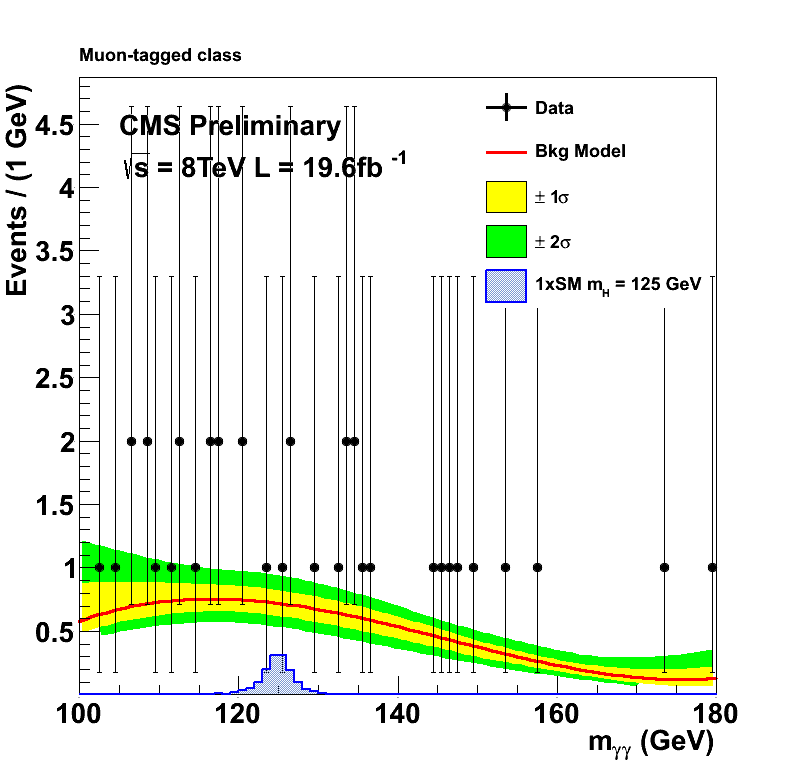 Muon-tagged class
CMS Preliminary
√s = 8TeV L = 19.6fb -1
Data
Bkg Model
± 1σ
± 2σ
1xSM mH = 125 GeV
Events / (1 GeV)
4.5
4
3.5
3
2.5
2
1.5
1
0.5
100 120 140 160 180
mγγ (GeV)